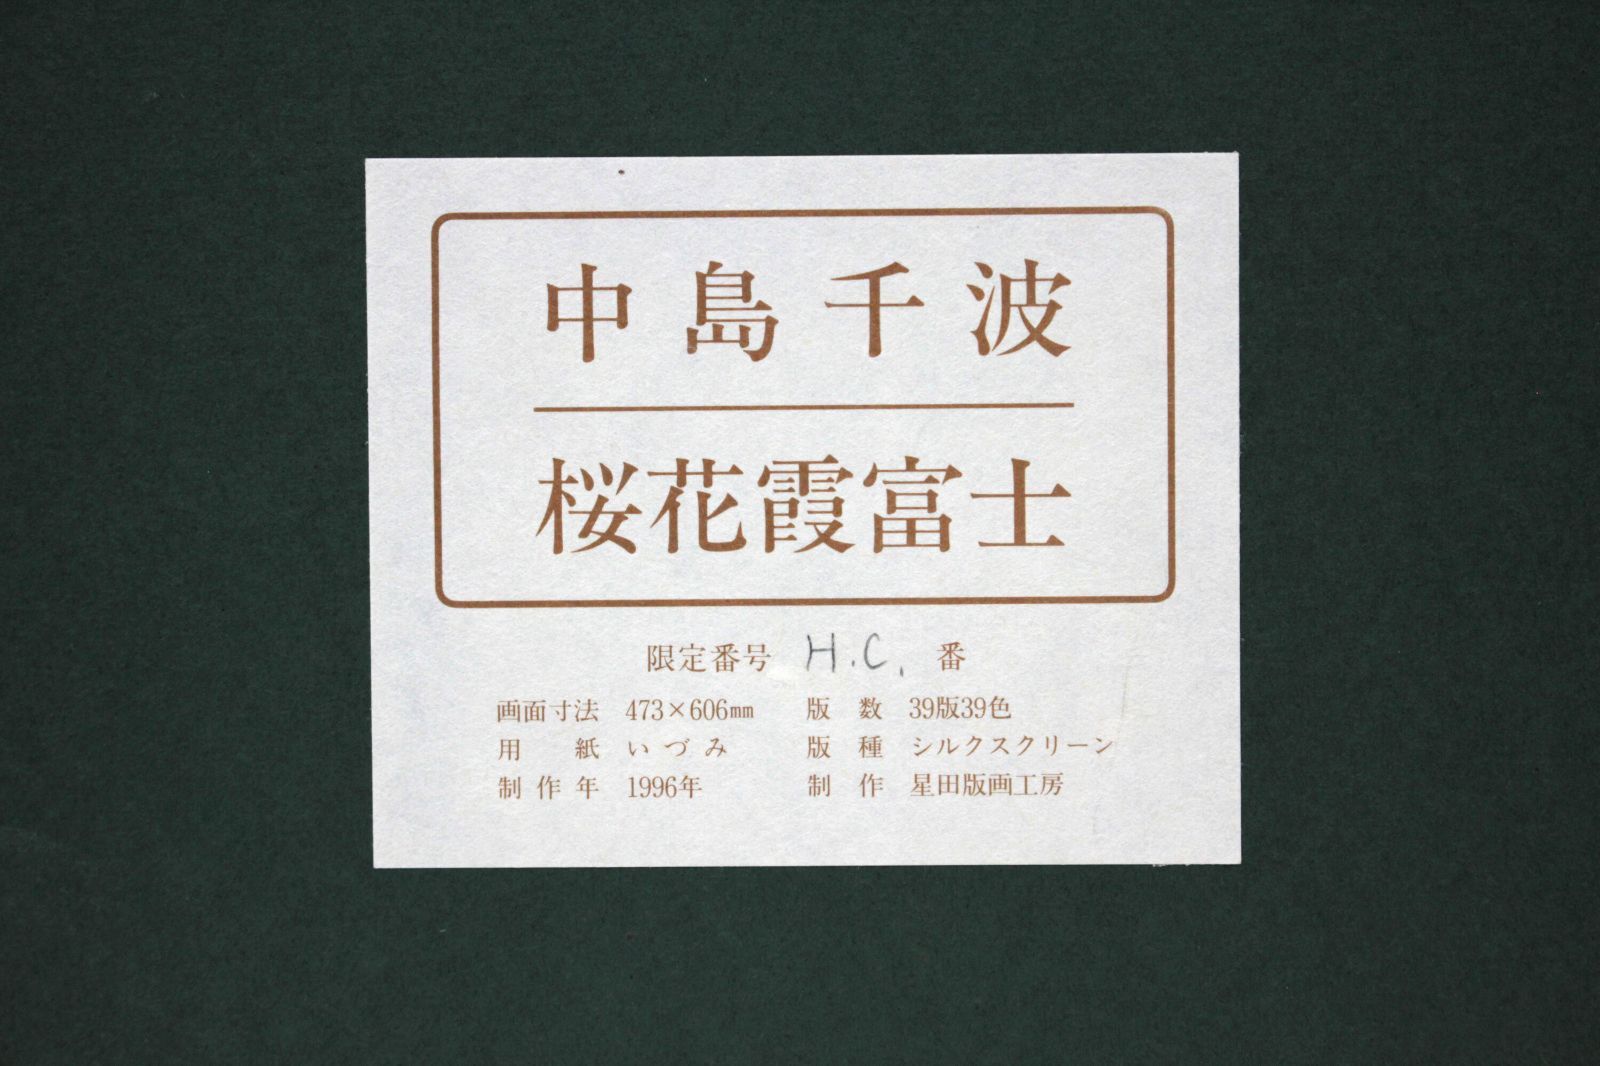 中島千波
桜花霞富士
限定番号 H.C. 番
画面寸法 473×606㎜ 版数 39版39色
用紙 いづみ 版種 シルクスクリーン
制作年 1996年 制作 星田版画工房